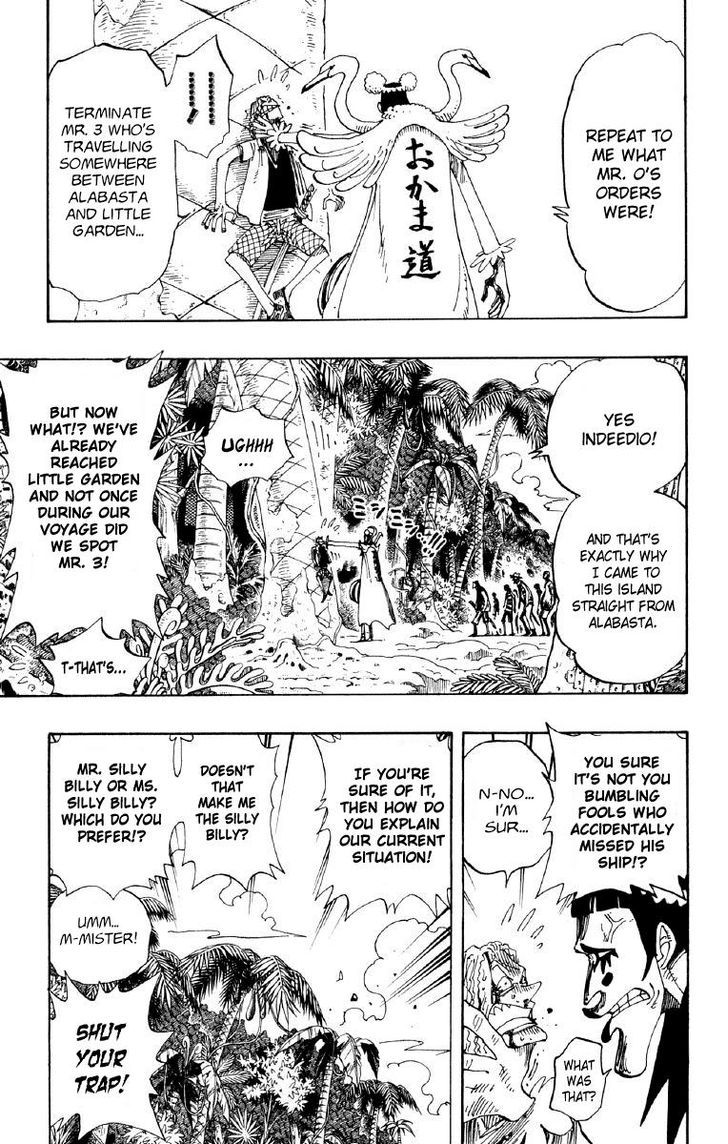 REPEAT TO
ME WHAT
MR. 0'S
ORDERS
WERE!
おかま道
!
TERMINATE
MR. 3 WHO'S
TRAVELLING
SOMEWHERE
BETWEEN
ALABASTA
AND LITTLE
GARDEN...
YES
INDEEDIO!
AND THAT'S
EXACTLY WHY
I CAME TO
THIS ISLAND
STRAIGHT FROM
ALABASTA.
UGHHH
...
BUT NOW
WHAT!? WE'VE
ALREADY
REACHED
LITTLE GARDEN
AND NOT ONCE
DURING OUR
VOYAGE DID
WE SPOT
MR. 3!
T-THAT'S...
YOU SURE
IT'S NOT YOU
BUMBLING
FOOLS WHO
ACCIDENTALLY
MISSED HIS
SHIP!?
N-NO...
I'M
SUR...
WHAT
WAS
THAT?
IF YOU'RE
SURE OF IT,
THEN HOW DO
YOU EXPLAIN
OUR CURRENT
SITUATION!
DOESN'T
THAT
MAKE ME
THE SILLY
BILLY?
MR. SILLY
BILLY OR MS.
SILLY BILLY?
WHICH DO YOU
PREFER!?
UMM...
M-MISTER!
SHUT
YOUR
TRAP!